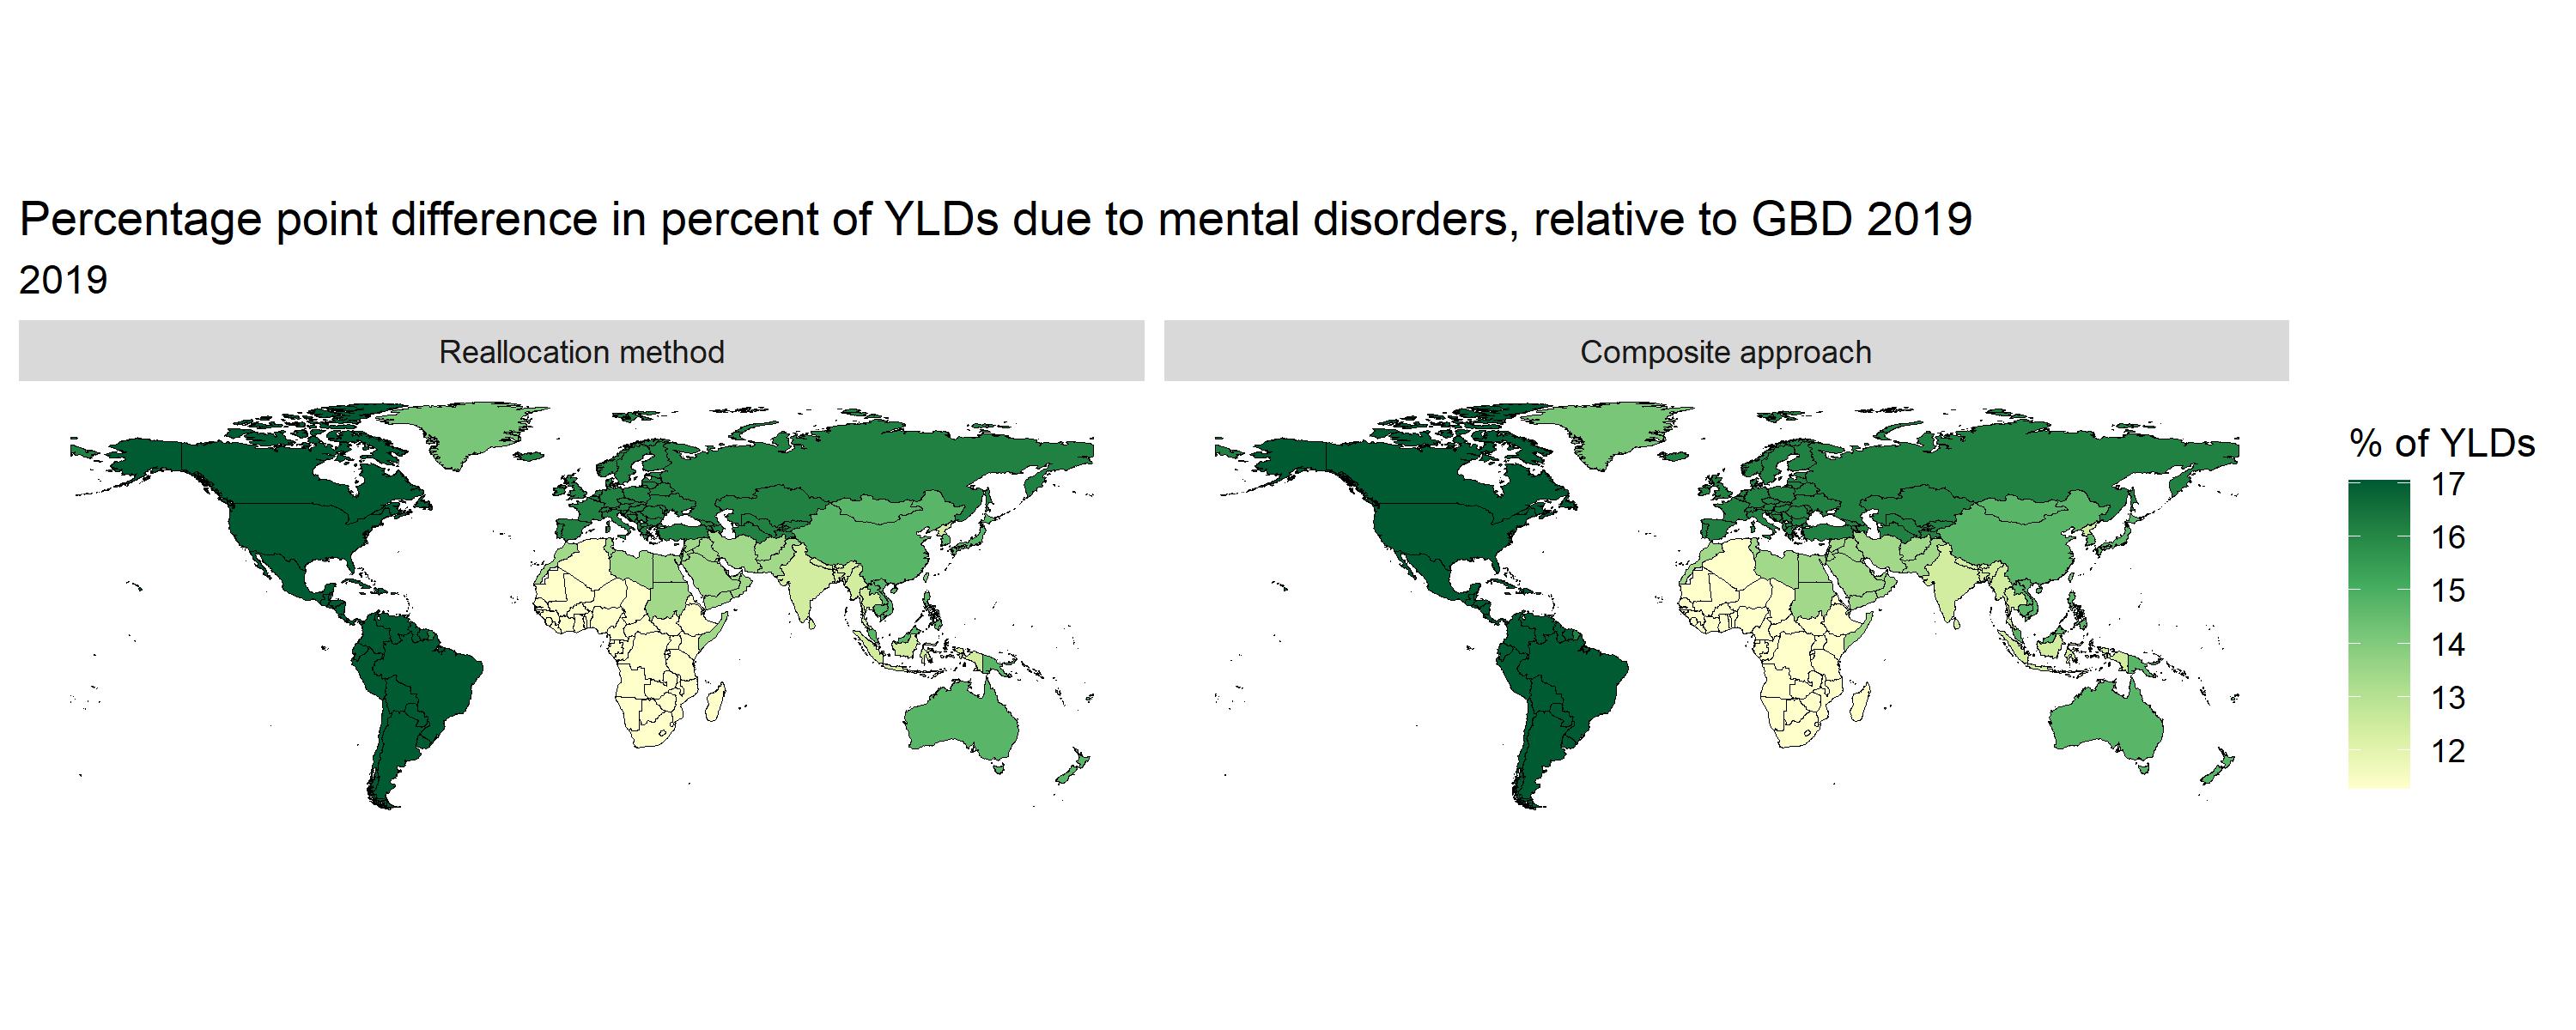 Percentage point difference in percent of YLDs due to mental disorders, relative to GBD 2019
2019
Reallocation method
Composite approach
% of YLDs
17
16
15
14
13
12